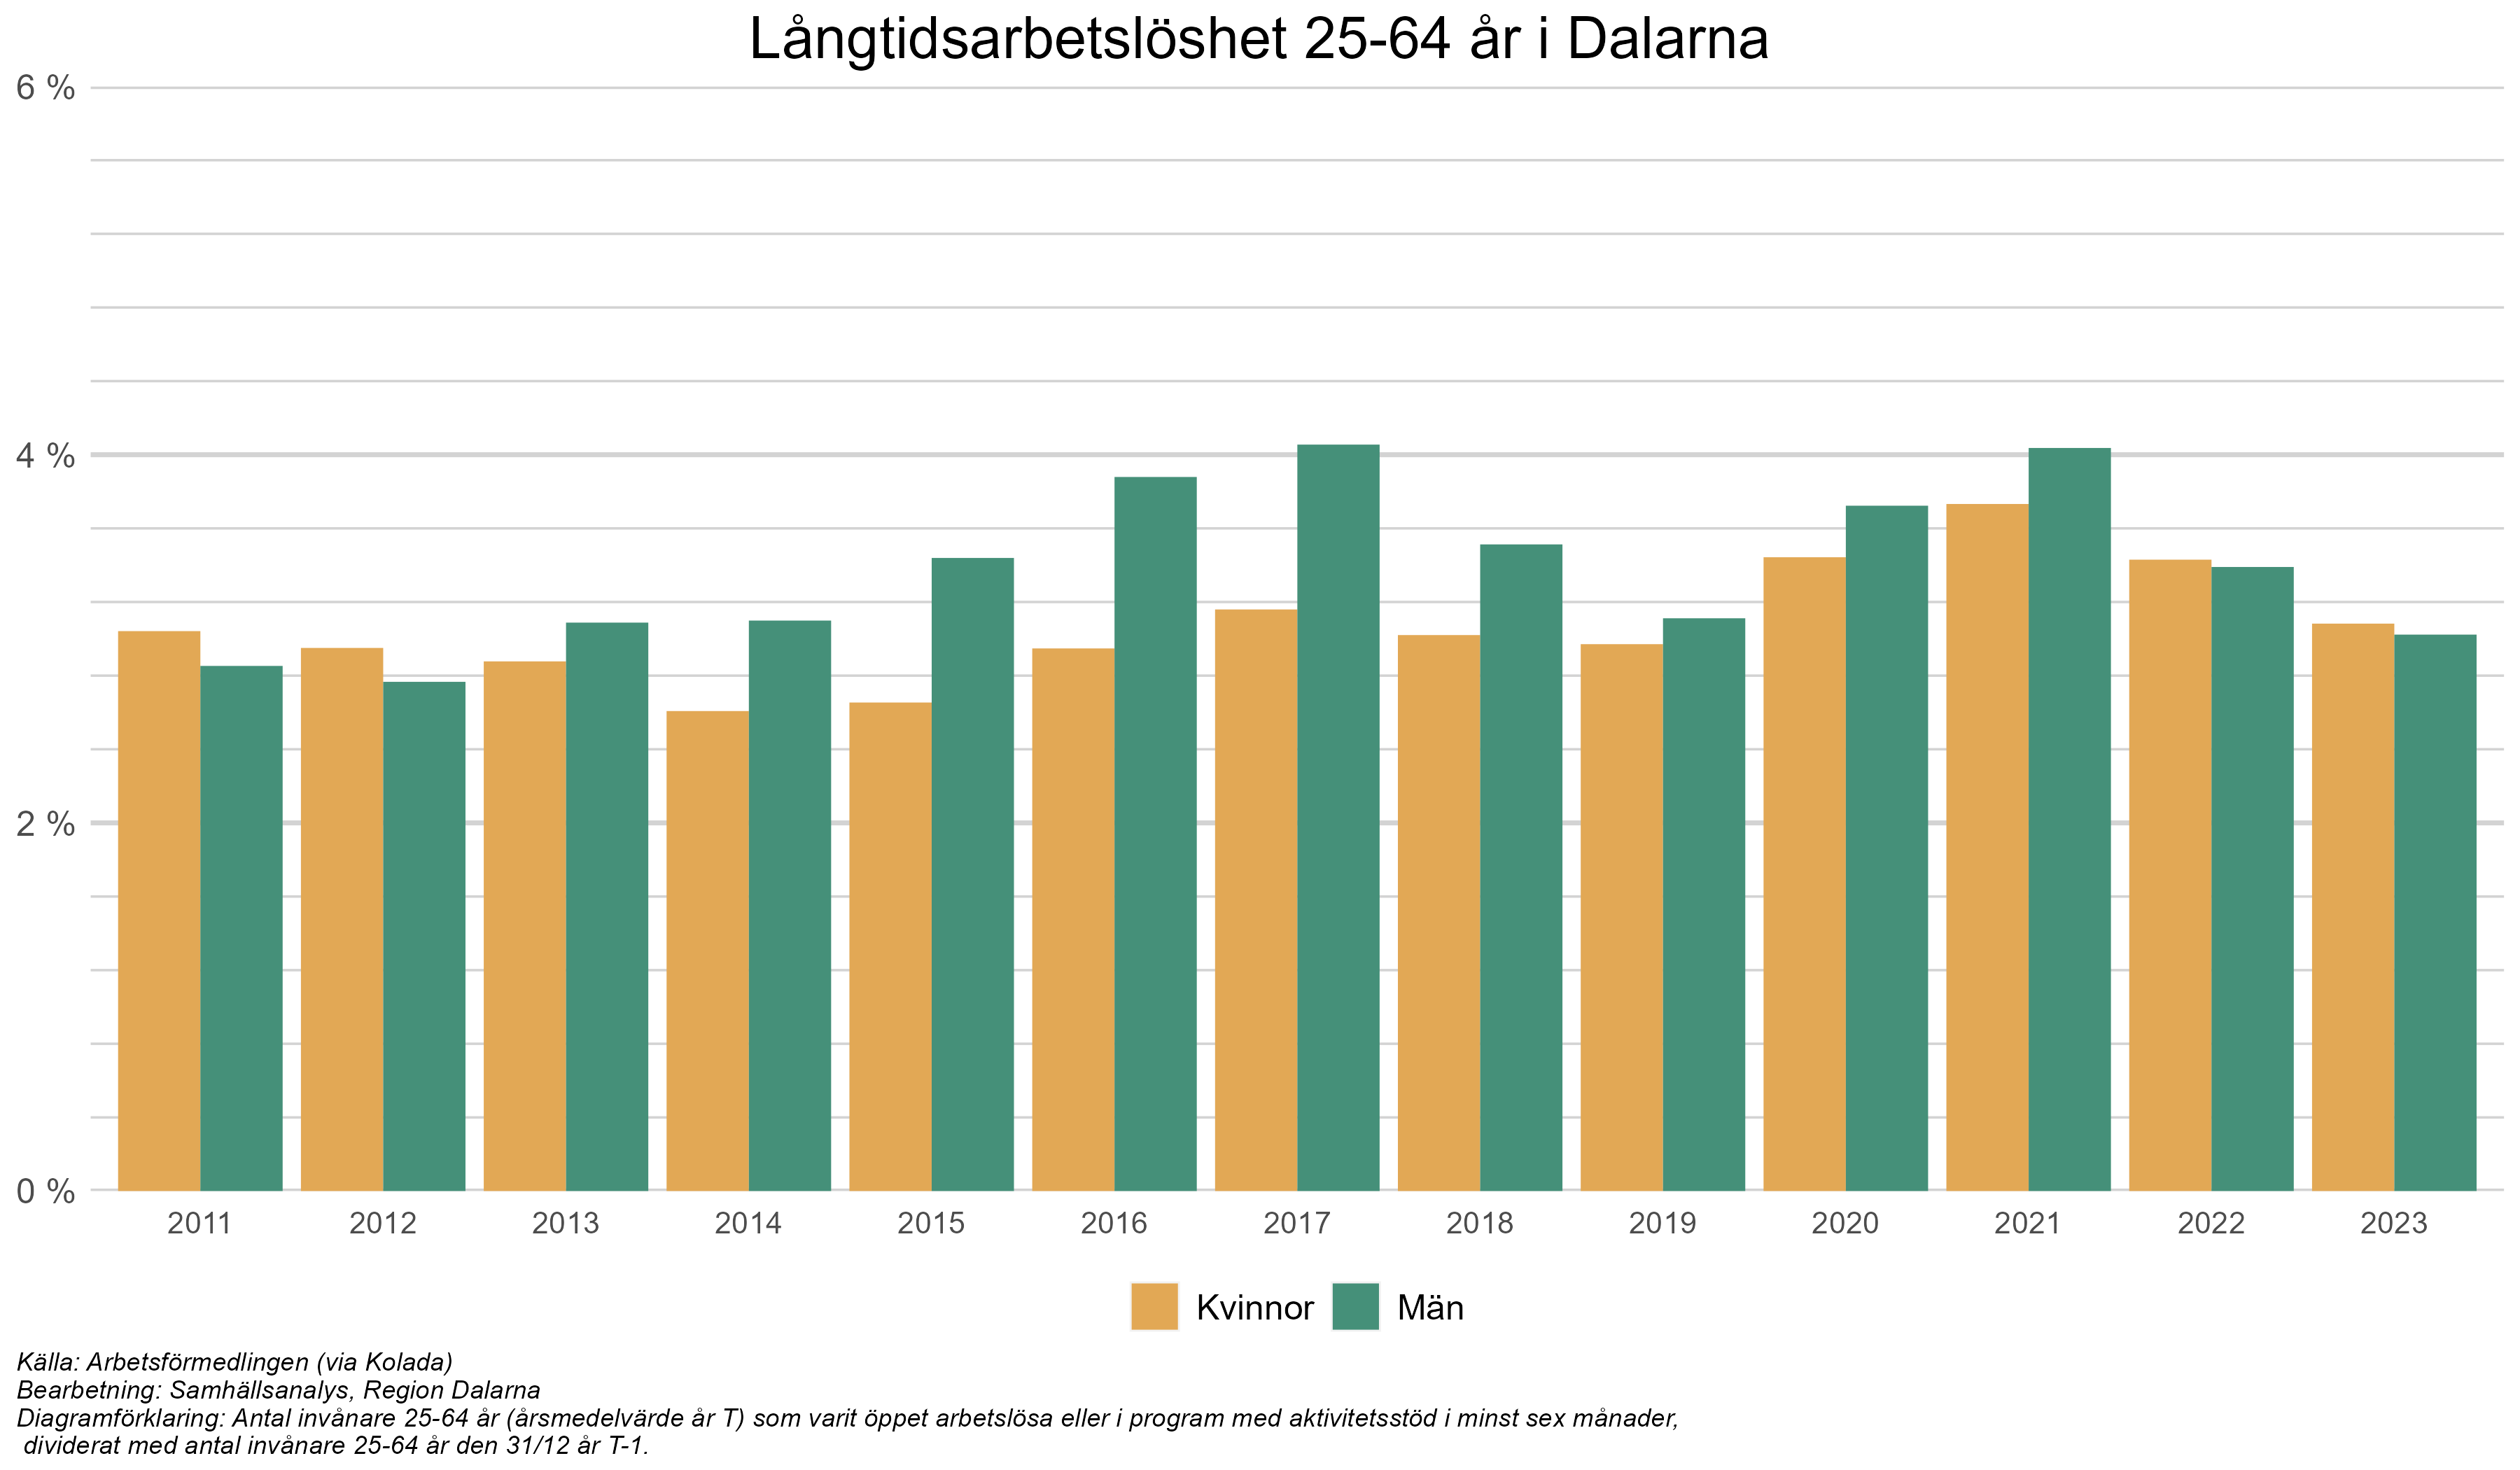 Långtidsarbetslöshet 25-64 år i Dalarna
6 %
4 %
2 %
0 %
2011 2012 2013 2014 2015 2016 2017 2018 2019 2020 2021 2022 2023
Kvinnor Män
Källa: Arbetsförmedlingen (via Kolada)
Bearbetning: Samhällsanalys, Region Dalarna
Diagramförklaring: Antal invånare 25-64 år (årsmedelvärde år T) som varit öppet arbetslösa eller i program med aktivitetsstöd i minst sex månader,
dividerat med antal invånare 25-64 år den 31/12 år T-1.